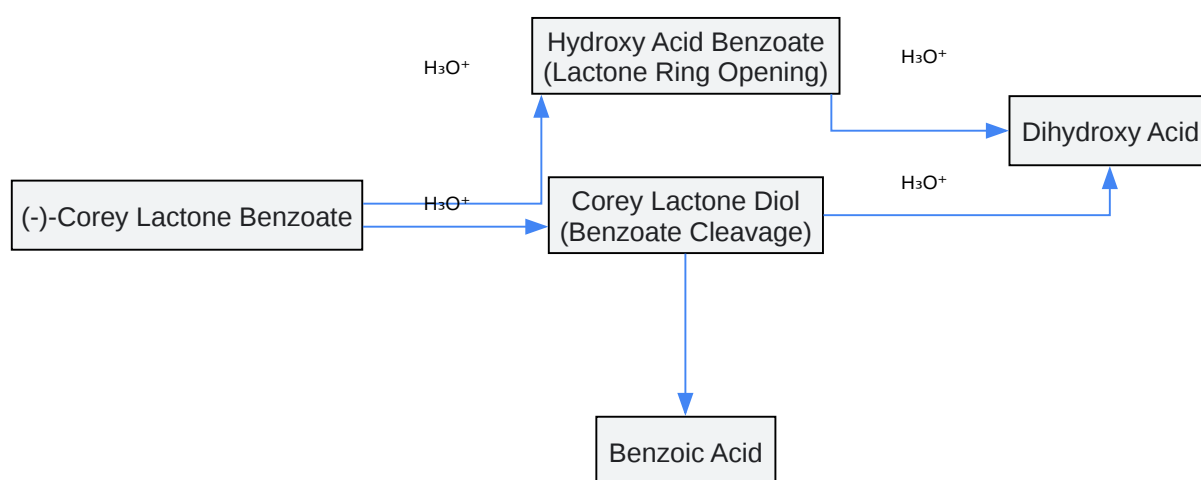 Hydroxy Acid Benzoate
(Lactone Ring Opening)
H₃O⁺
H₃O⁺
Dihydroxy Acid
(-)-Corey Lactone Benzoate
H₃O⁺
Corey Lactone Diol
(Benzoate Cleavage)
H₃O⁺
Benzoic Acid